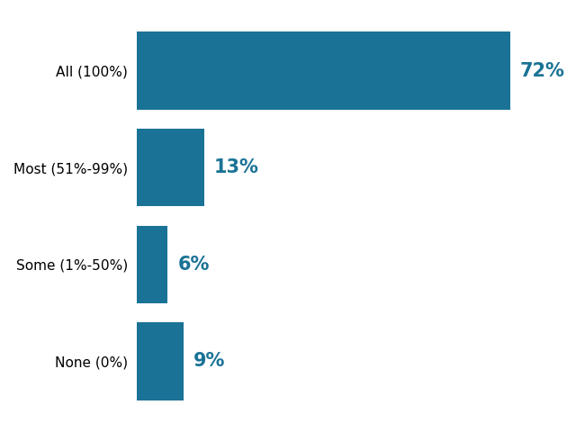 All (100%) 72%
Most (51%-99%) 13%
Some (1%-50%) 6%
None (0%) 9%